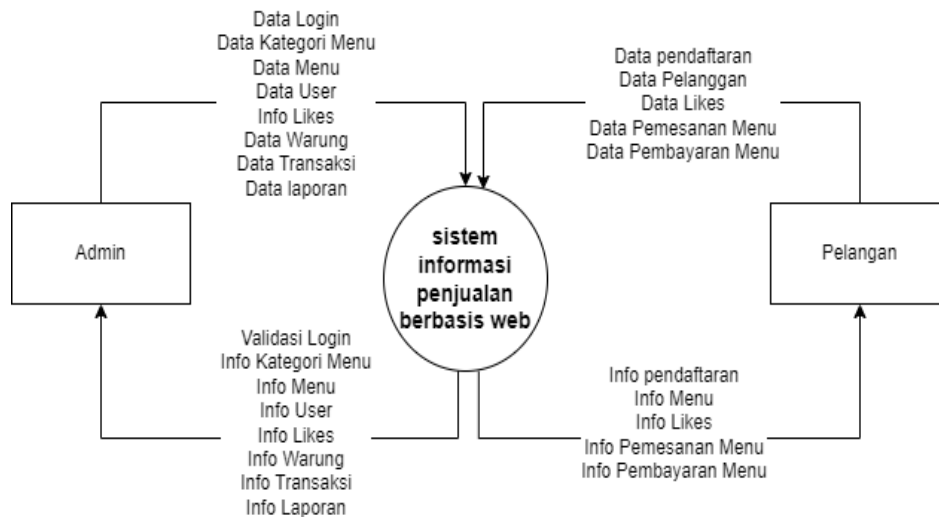 Data Login
Data Kategori Menu
Data Menu
Data User
Info Likes
Data Warung
Data Transaksi
Data laporan
Data pendaftaran
Data Pelanggan
Data Likes
Data Pemesanan Menu
Data Pembayaran Menu
Admin
sistem
informasi
penjualan
berbasis web
Pelangan
Validasi Login
Info Kategori Menu
Info Menu
Info User
Info Likes
Info Warung
Info Transaksi
Info Laporan
Info pendaftaran
Info Menu
Info Likes
Info Pemesanan Menu
Info Pembayaran Menu